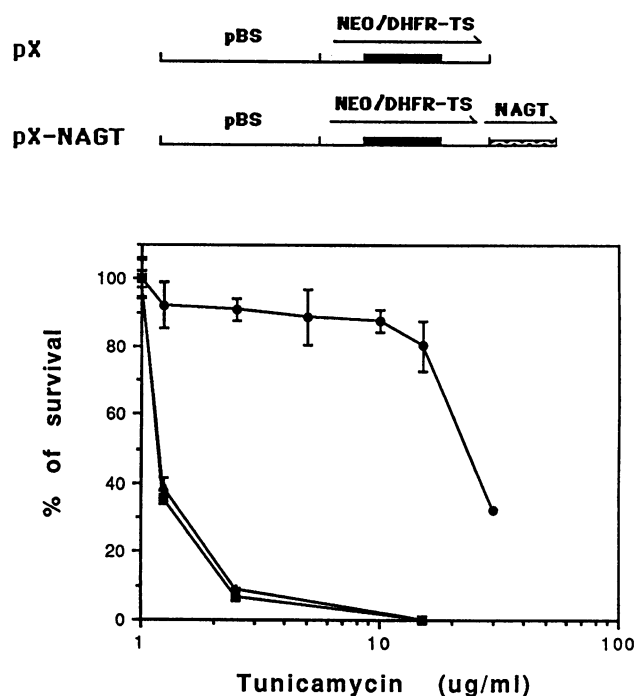 pX
pBS
NEO/DHFR-TS
pX-NAGT
pBS
NEO/DHFR-TS
NAGT
% of survival
100
80
60
40
20
0
1
10
100
Tunicamycin (ug/ml)